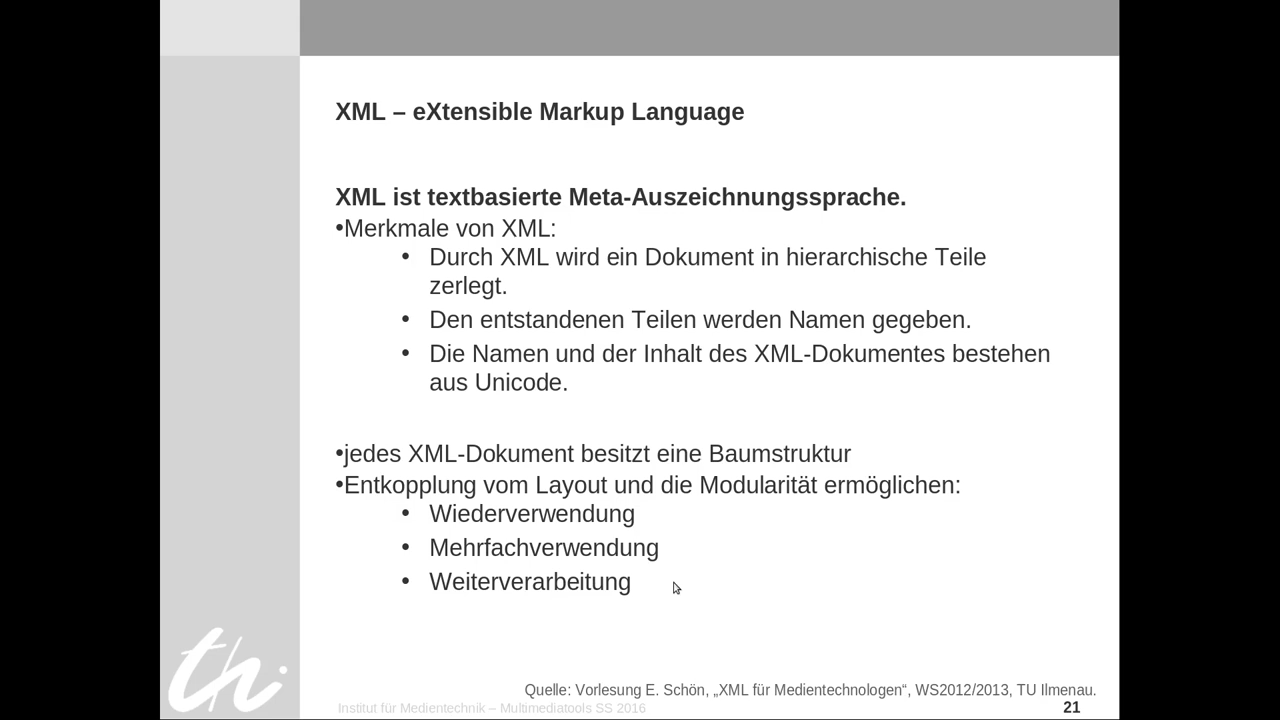 XML – eXtensible Markup Language
XML ist textbasierte Meta-Auszeichnungssprache.
•Merkmale von XML:
• Durch XML wird ein Dokument in hierarchische Teile
zerlegt.
• Den entstandenen Teilen werden Namen gegeben.
• Die Namen und der Inhalt des XML-Dokumentes bestehen
aus Unicode.
•jedes XML-Dokument besitzt eine Baumstruktur
•Entkopplung vom Layout und die Modularität ermöglichen:
• Wiederverwendung
• Mehrfachverwendung
• Weiterverarbeitung
th
Quelle: Vorlesung E. Schön, „XML für Medientechnologen“, WS2012/2013, TU Ilmenau.
Institut für Medientechnik – Multimediatools SS 2016
21